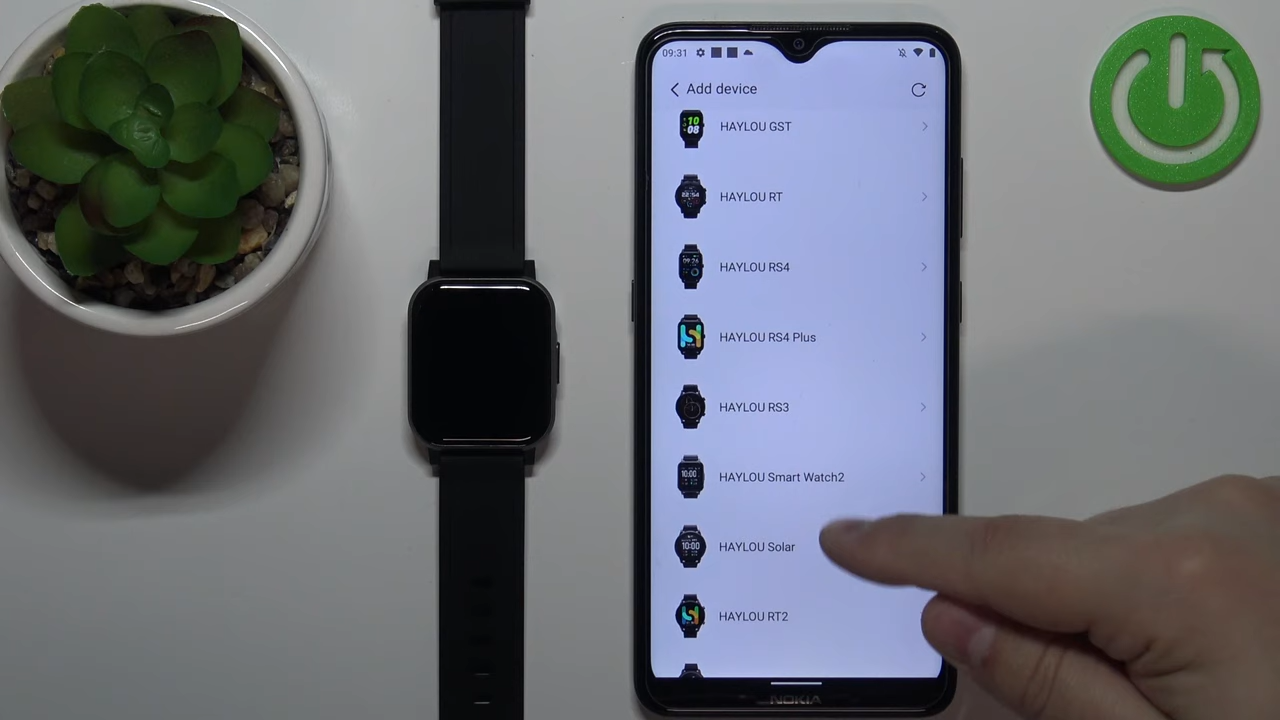 09:31
Add device
HAYLOU GST
HAYLOU RT
HAYLOU RS4
HAYLOU RS4 Plus
HAYLOU RS3
HAYLOU Smart Watch2
HAYLOU Solar
HAYLOU RT2
NOKIA